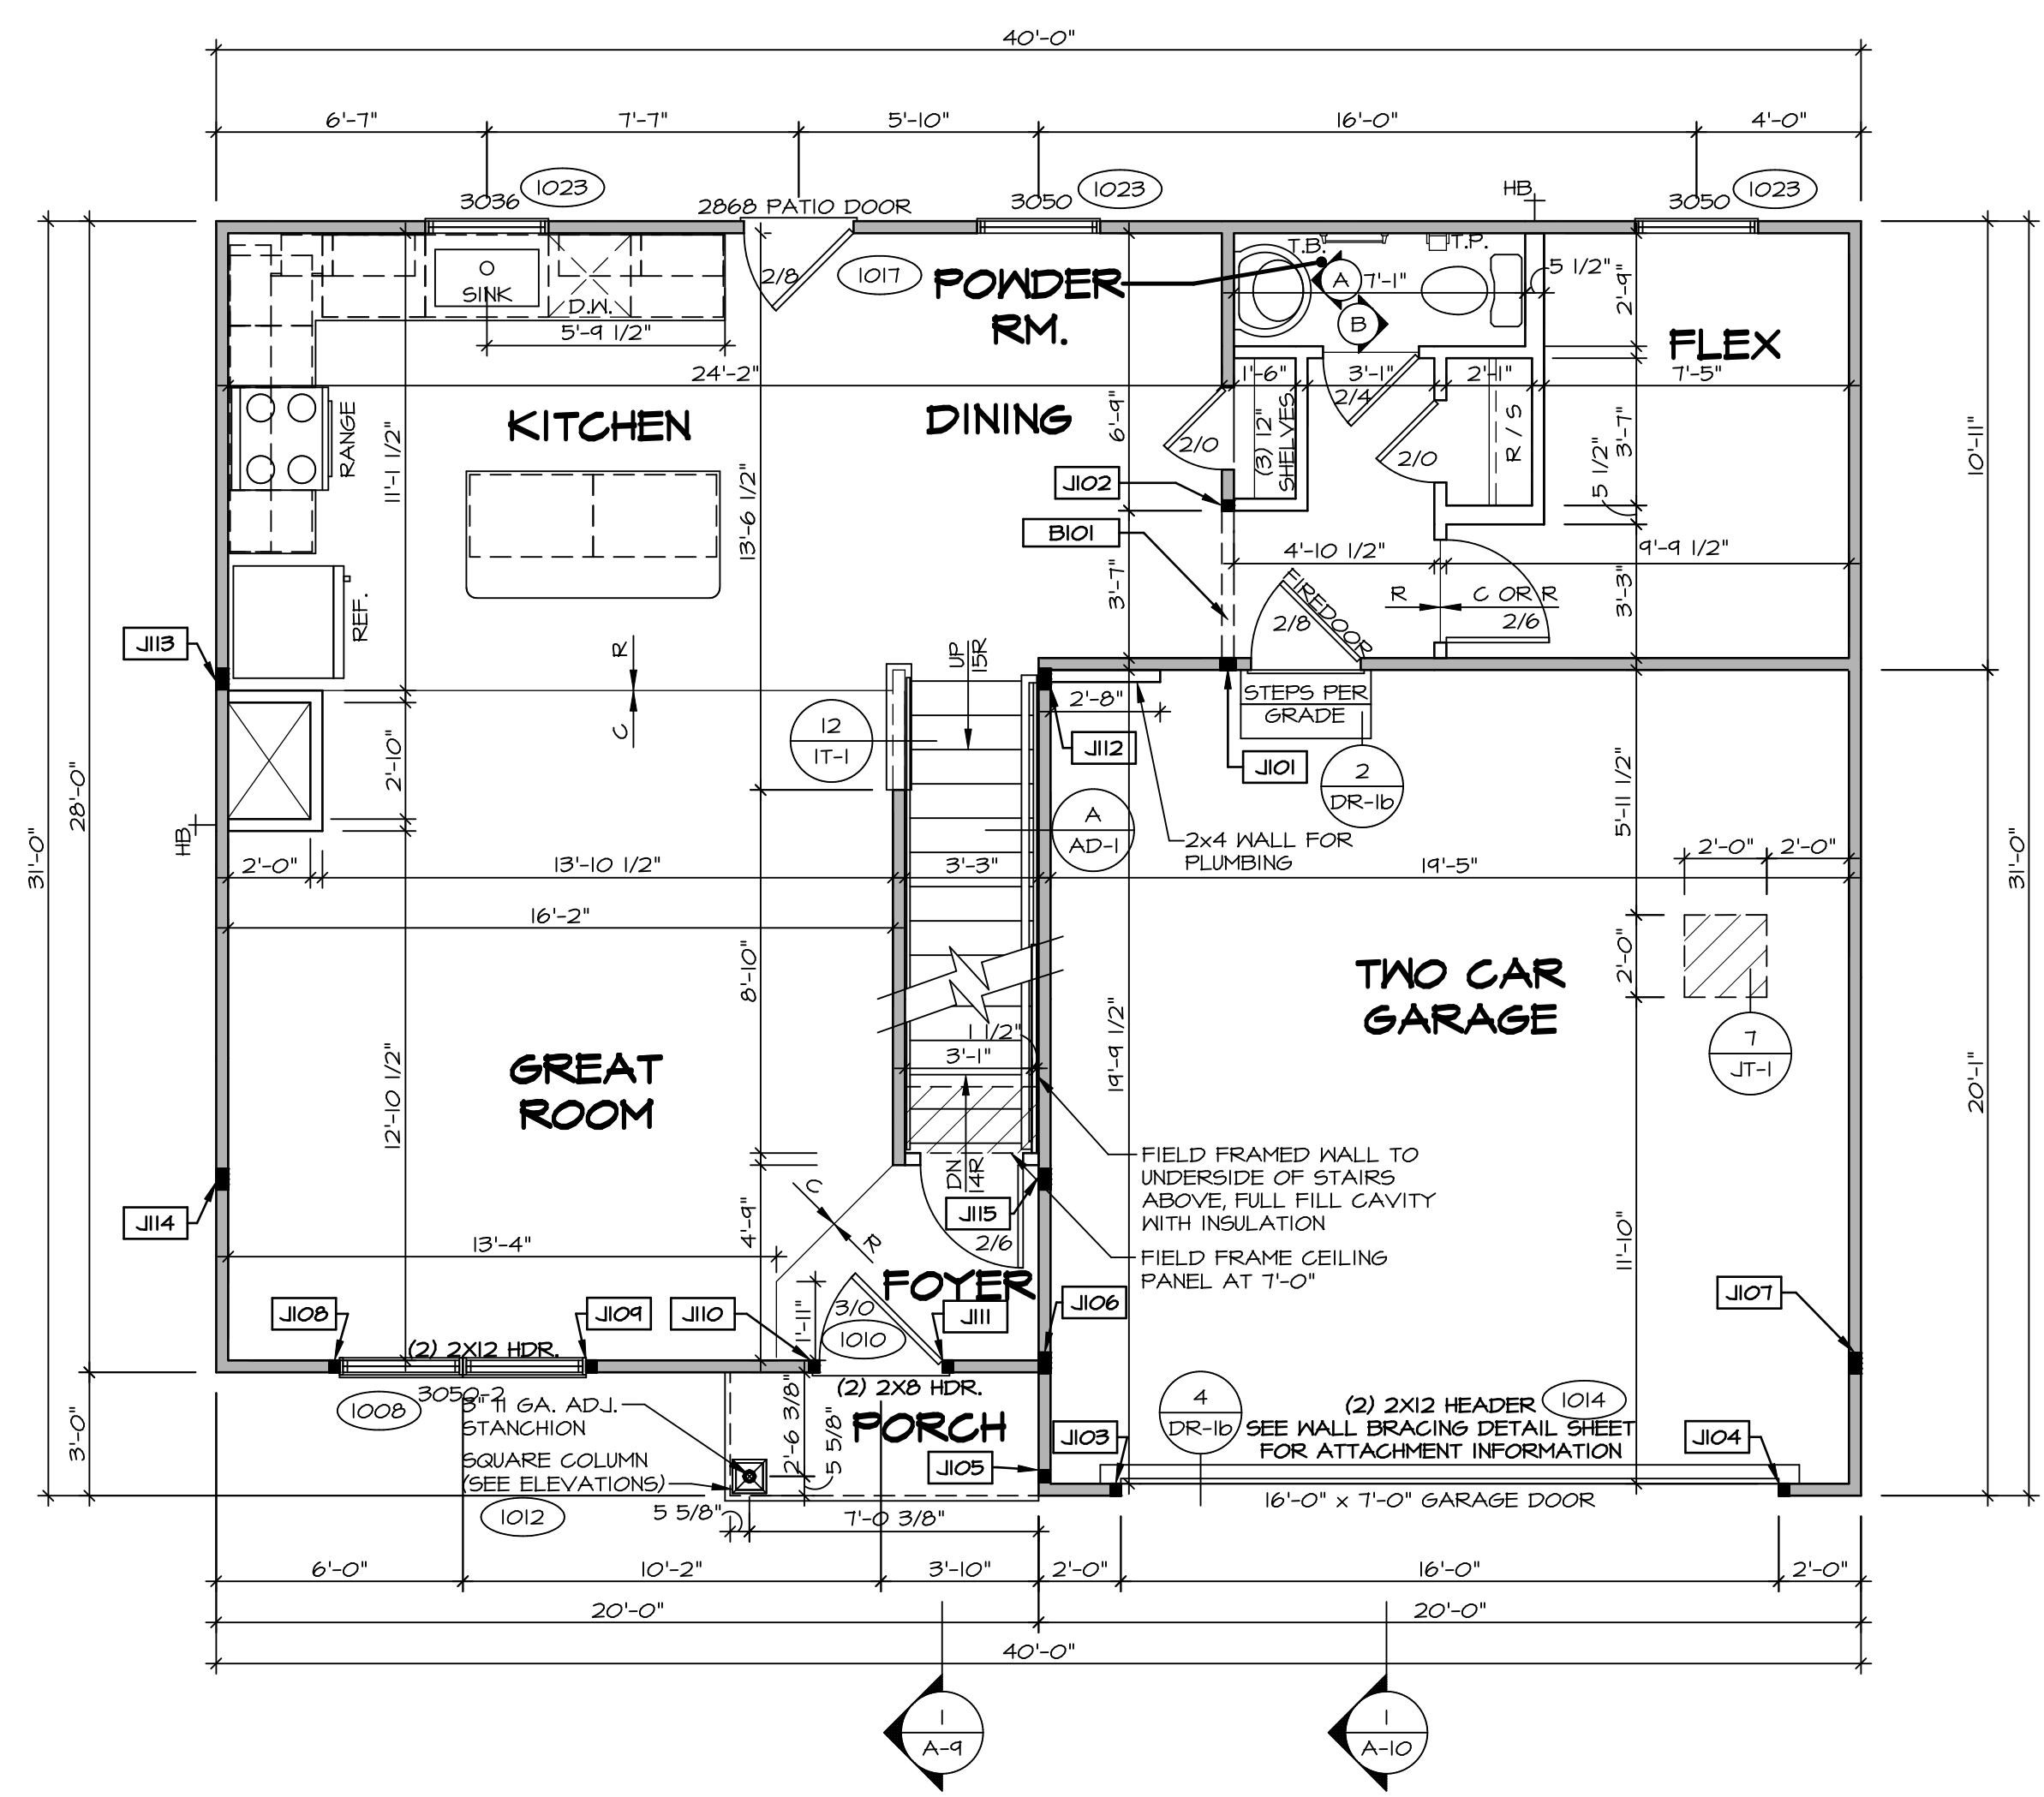 40'-0"
6'-7"
7'-7"
5'-10"
16'-0"
4'-0"
3036
1023
2868 PATIO DOOR
3050
1023
HB
3050
1023
SINK
D.W.
5'-9 1/2"
2/8
1017
POWDER
RM.
T.B.
A
7'-1"
T.P.
B
5 1/2"
2'-9"
FLEX
24'-2"
1'-6"
3'-1"
2'-1"
7'-5"
2/4
KITCHEN
DINING
RANGE
11'-1 1/2"
13'-6 1/2"
6'-9"
2/0
(3) 12"
SHELVES
2/0
R / S
5 1/2"
3'-7"
10'-11"
J102
B101
3'-7"
4'-10 1/2"
9'-9 1/2"
FIREDOOR
2/8
R
C OR R
2/6
3'-3"
REF.
J113
R
C
UP
15R
12
1T-1
2'-8"
J112
STEPS PER
GRADE
J101
2
DR-1b
A
AD-1
2x4 WALL FOR
PLUMBING
5'-11 1/2"
2'-10"
HB
31'-0"
28'-0"
2'-0"
13'-10 1/2"
3'-3"
19'-5"
2'-0"
2'-0"
31'-0"
16'-2"
8'-10"
2'-0"
TWO CAR
GARAGE
7
JT-1
20'-1"
1 1/2"
3'-1"
19'-9 1/2"
GREAT
ROOM
12'-10 1/2"
DN
14R
FIELD FRAMED WALL TO
UNDERSIDE OF STAIRS
ABOVE, FULL FILL CAVITY
WITH INSULATION
FIELD FRAME CEILING
PANEL AT 7'-0"
11'-10"
J114
J115
C
R
4'-9"
2/6
13'-4"
FOYER
J108
J109
J110
3/0
J111
J106
J107
1'-11"
1010
(2) 2X12 HDR.
3050-2
1008
(2) 2X8 HDR.
PORCH
3" 11 GA. ADJ.
STANCHION
SQUARE COLUMN
(SEE ELEVATIONS)
1012
2'-6 3/8"
5 5/8"
J105
J103
4
DR-1b
(2) 2X12 HEADER
1014
SEE WALL BRACING DETAIL SHEET
FOR ATTACHMENT INFORMATION
J104
3'-0"
16'-0" x 7'-0" GARAGE DOOR
5 5/8"
7'-0 3/8"
6'-0"
10'-2"
3'-10"
2'-0"
16'-0"
2'-0"
20'-0"
20'-0"
40'-0"
1
A-9
1
A-10